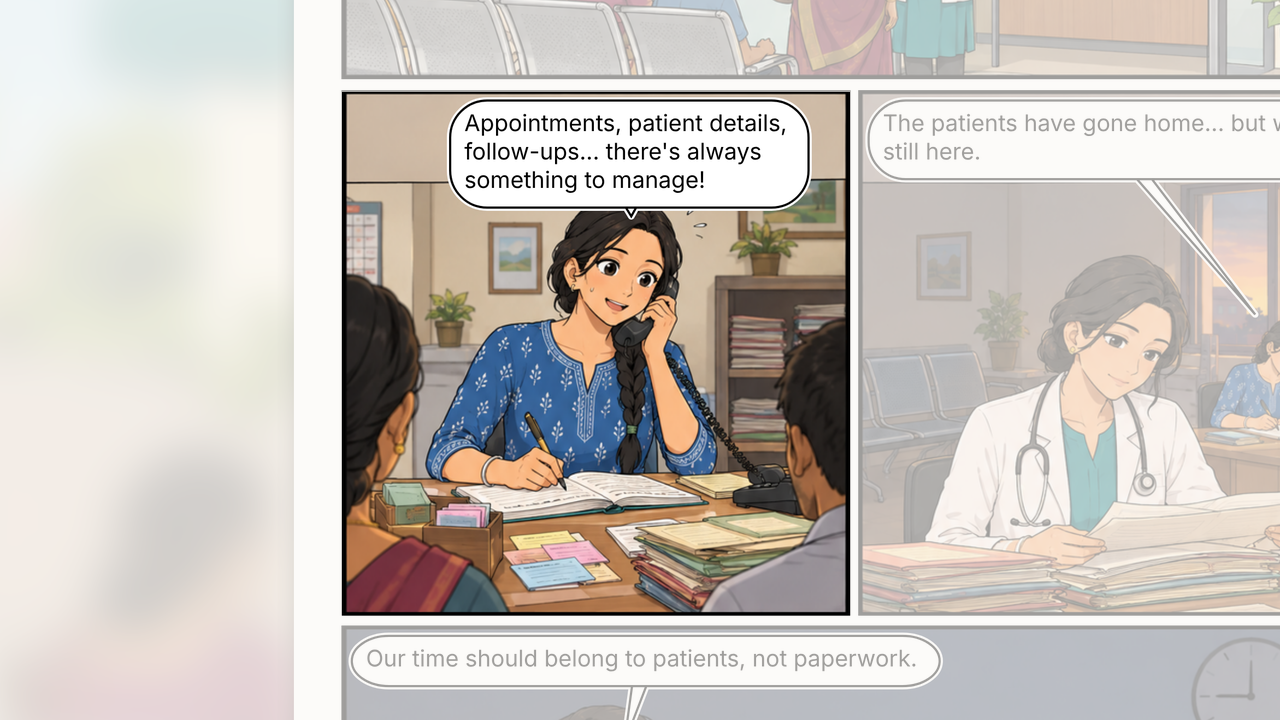 Appointments, patient details,
follow-ups... there's always
something to manage!
The patients have gone home... but
still here.
Our time should belong to patients, not paperwork.